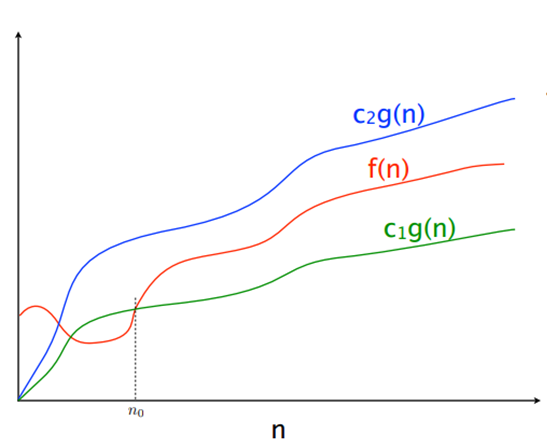 c₂g(n)
f(n)
c₁g(n)
n₀
n